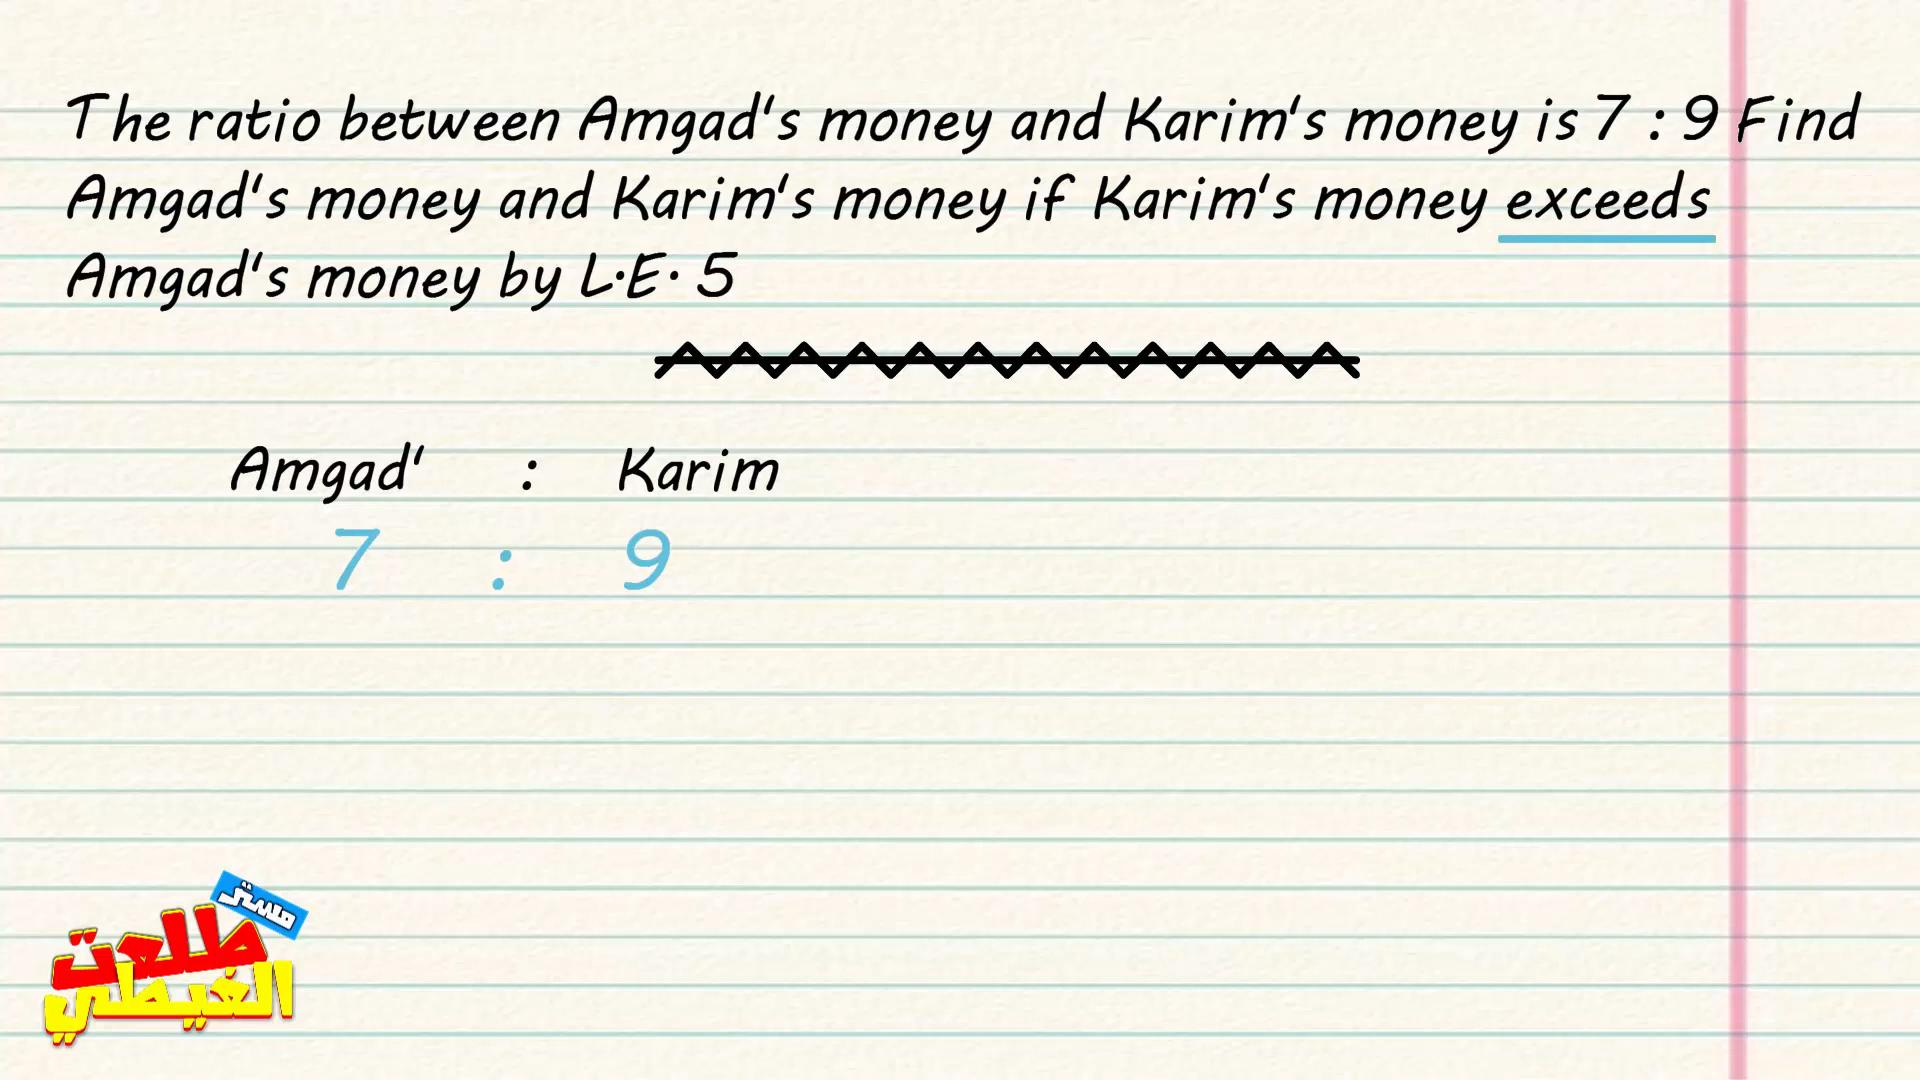 The ratio between Amgad's money and Karim's money is 7 : 9 Find
Amgad's money and Karim's money if Karim's money exceeds
Amgad's money by L.E. 5
Amgad' : Karim
7 : 9
مستر
طلعت
الغيطي